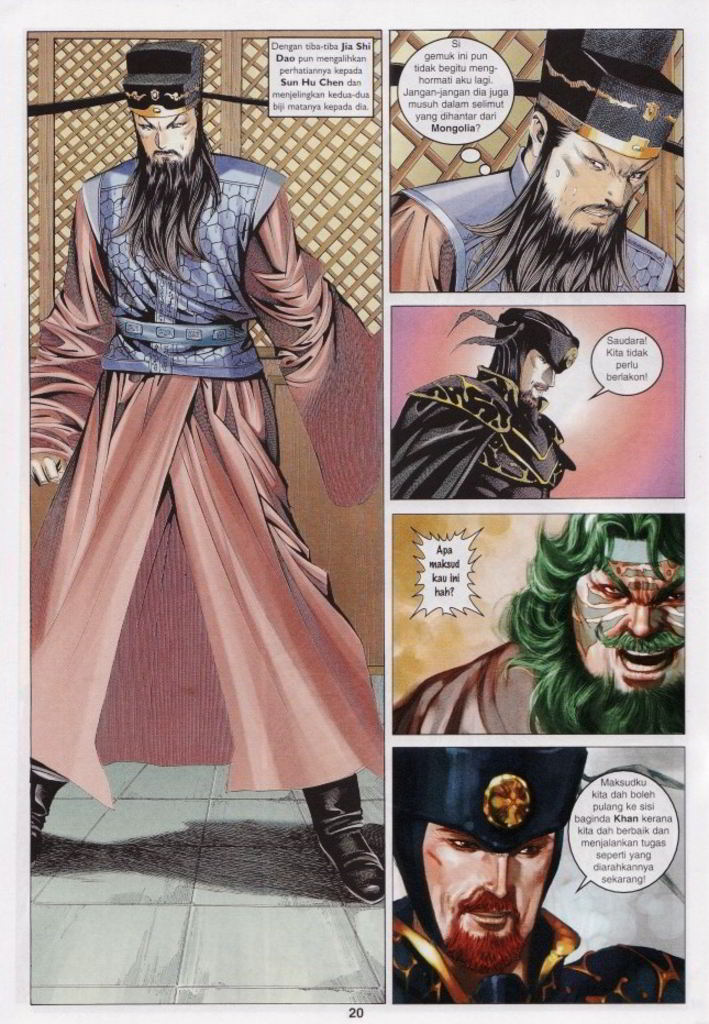 Dengan tiba-tiba Jia Shi
Dao pun mengalihkan
perhatiannya kepada
Sun Hu Chen dan
menjelingkan kedua-dua
biji matanya kepada dia.
Si
gemuk ini pun
tidak begitu meng-
hormati aku lagi.
Jangan-jangan dia juga
musuh dalam selimut
yang dihantar dari
Mongolia?
Saudara!
Kita tidak
perlu
berlakon!
Apa
maksud
kau ini
hah?
Maksudku
kita dah boleh
pulang ke sisi
baginda Khan kerana
kita dah berbaik dan
menjalankan tugas
seperti yang
diarahkannya
sekarang!
20